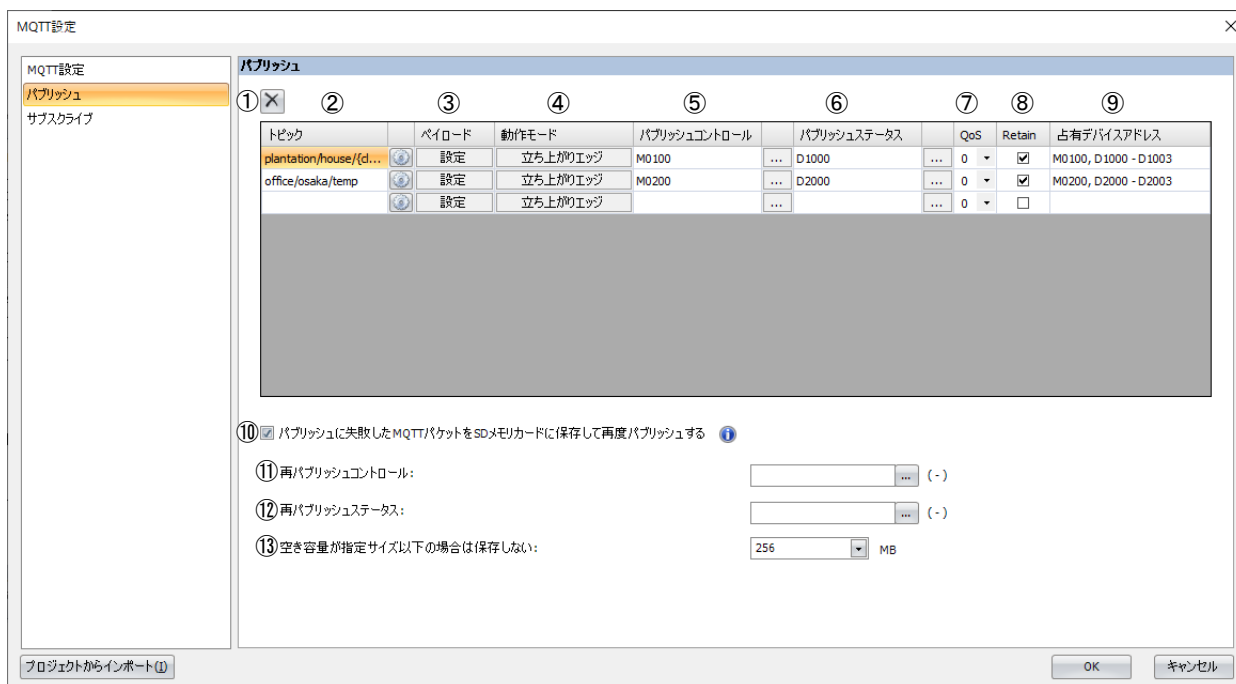 MQTT設定
MQTT設定
パブリッシュ
サブスクライブ
パブリッシュ
① ② ③ ④ ⑤ ⑥ ⑦ ⑧ ⑨
トピック ペイロード 動作モード パブリッシュコントロール パブリッシュステータス QoS Retain 占有デバイスアドレス
plantation/house/{d... 設定 立ち上がりエッジ M0100 ... D1000 ... 0 M0100, D1000 - D1003
office/osaka/temp 設定 立ち上がりエッジ M0200 ... D2000 ... 0 M0200, D2000 - D2003
設定 立ち上がりエッジ ... ... 0
⑩ パブリッシュに失敗したMQTTパケットをSDメモリカードに保存して再度パブリッシュする
⑪ 再パブリッシュコントロール: ... (-)
⑫ 再パブリッシュステータス: ... (-)
⑬ 空き容量が指定サイズ以下の場合は保存しない: 256 MB
プロジェクトからインポート(I) OK キャンセル